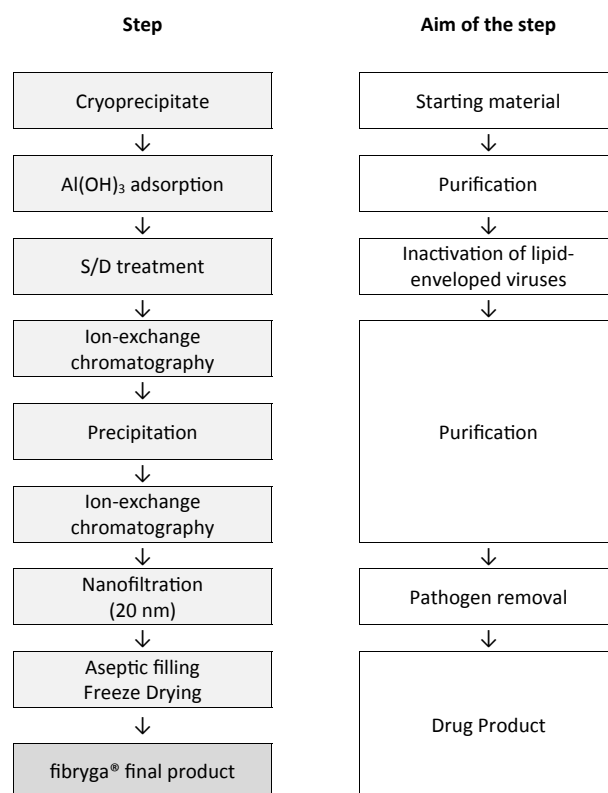 Step
Aim of the step
Cryoprecipitate
Starting material
↓
↓
Al(OH)₃ adsorption
Purification
↓
↓
S/D treatment
Inactivation of lipid-
enveloped viruses
↓
↓
Ion-exchange
chromatography
↓
Precipitation
Purification
↓
Ion-exchange
chromatography
↓
↓
Nanofiltration
(20 nm)
Pathogen removal
↓
↓
Aseptic filling
Freeze Drying
↓
Drug Product
fibryga® final product